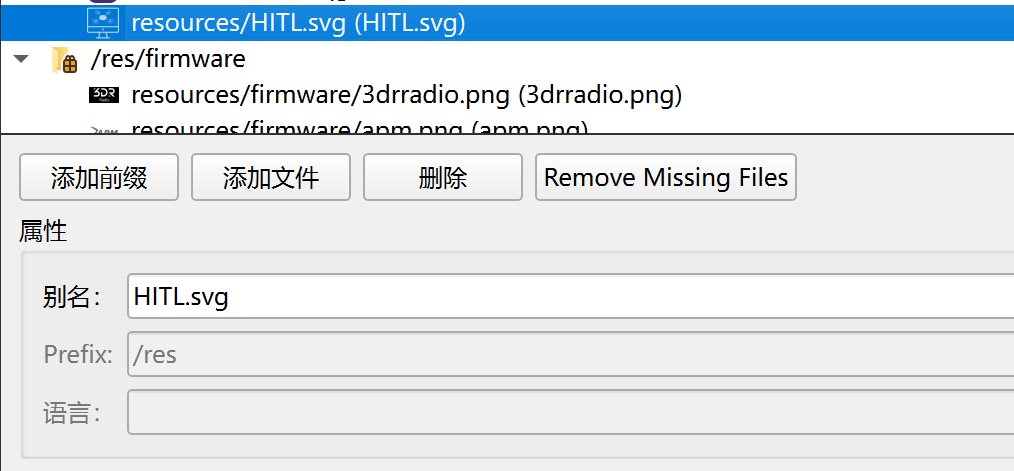 resources/HITL.svg (HITL.svg)
/res/firmware
3DR
resources/firmware/3drradio.png (3drradio.png)
resources/firmware/apm.png (apm.png)
添加前缀 添加文件 删除 Remove Missing Files
属性
别名: HITL.svg
Prefix: /res
语言: